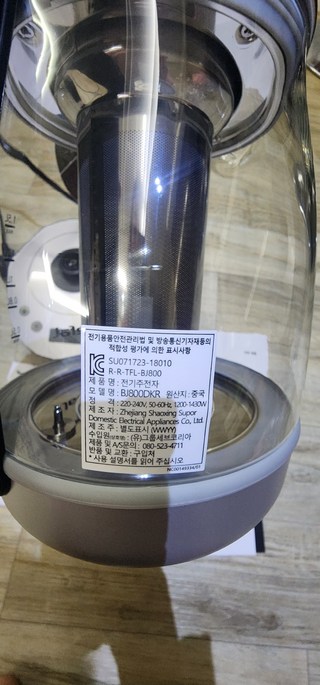 전기용품안전관리법 및 방송통신기자재등의
적합성 평가에 의한 표시사항
SU071723-18010
R-R-TFL-BJ800
제품명 : 전기주전자
모델명 : BJ800DKR 원산지 : 중국
정 격 : 220-240V, 50-60Hz, 1200-1430W
제조자 : Zhejiang Shaoxing Supor
Domestic Electrical Appliances Co., Ltd.
제조년 : 별도표시 (WWYY)
수입원(상호명) : (유)그룹세브코리아
제품 및 A/S문의 : 080-523-4711
반품 및 교환 : 구입처
* 사용 설명서를 읽어 주십시오